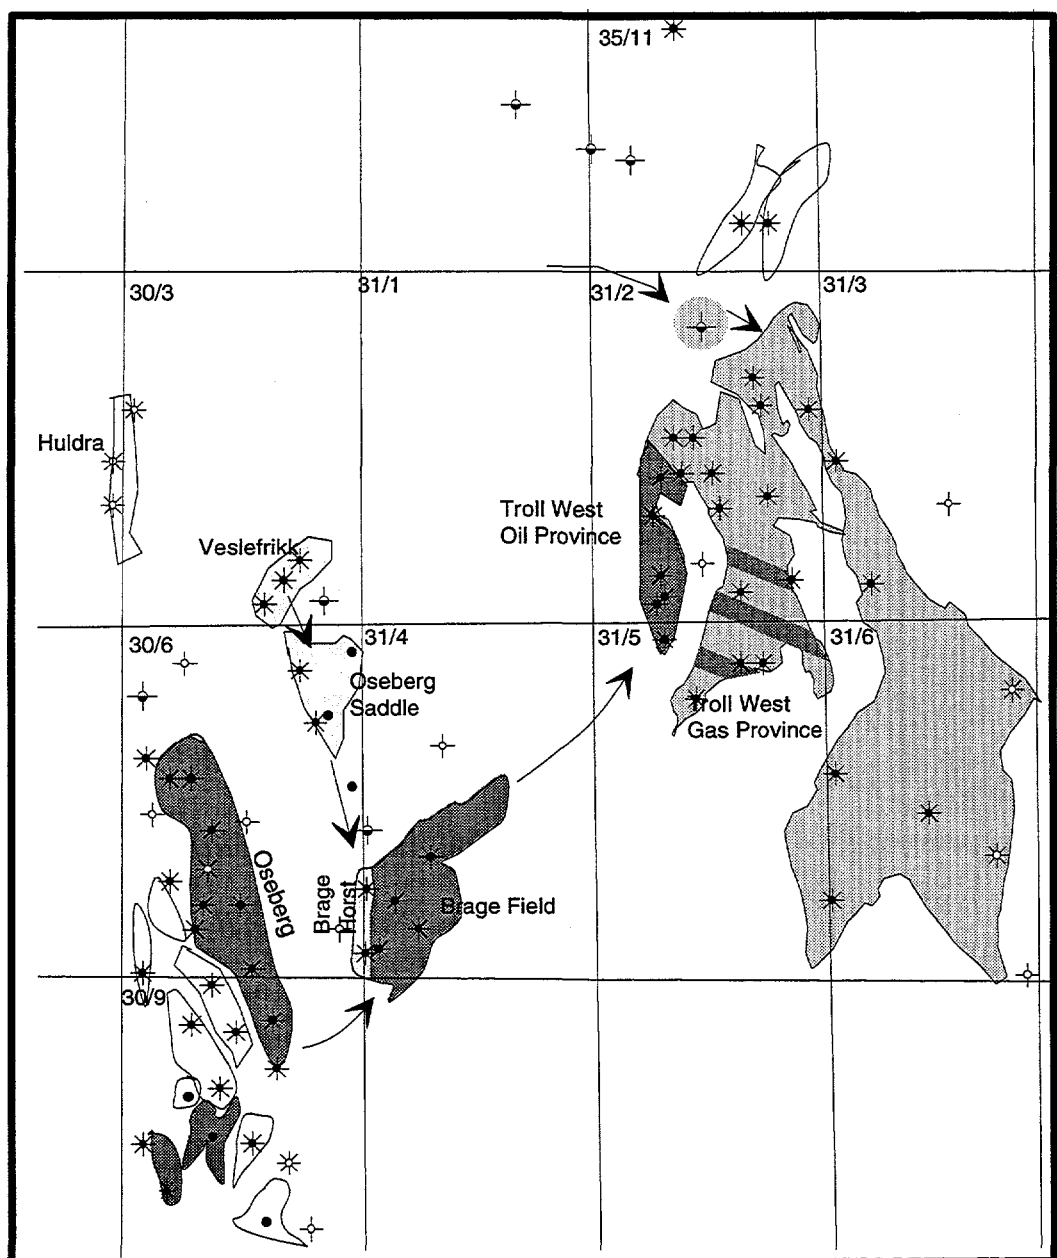 35/11
30/3
31/1
31/2
31/3
Huldra
Troll West
Oil Province
Veslefrikk
30/6
31/4
31/5
31/6
Oseberg
Saddle
Troll West
Gas Province
Oseberg
Brage
Horst
Brage Field
30/9